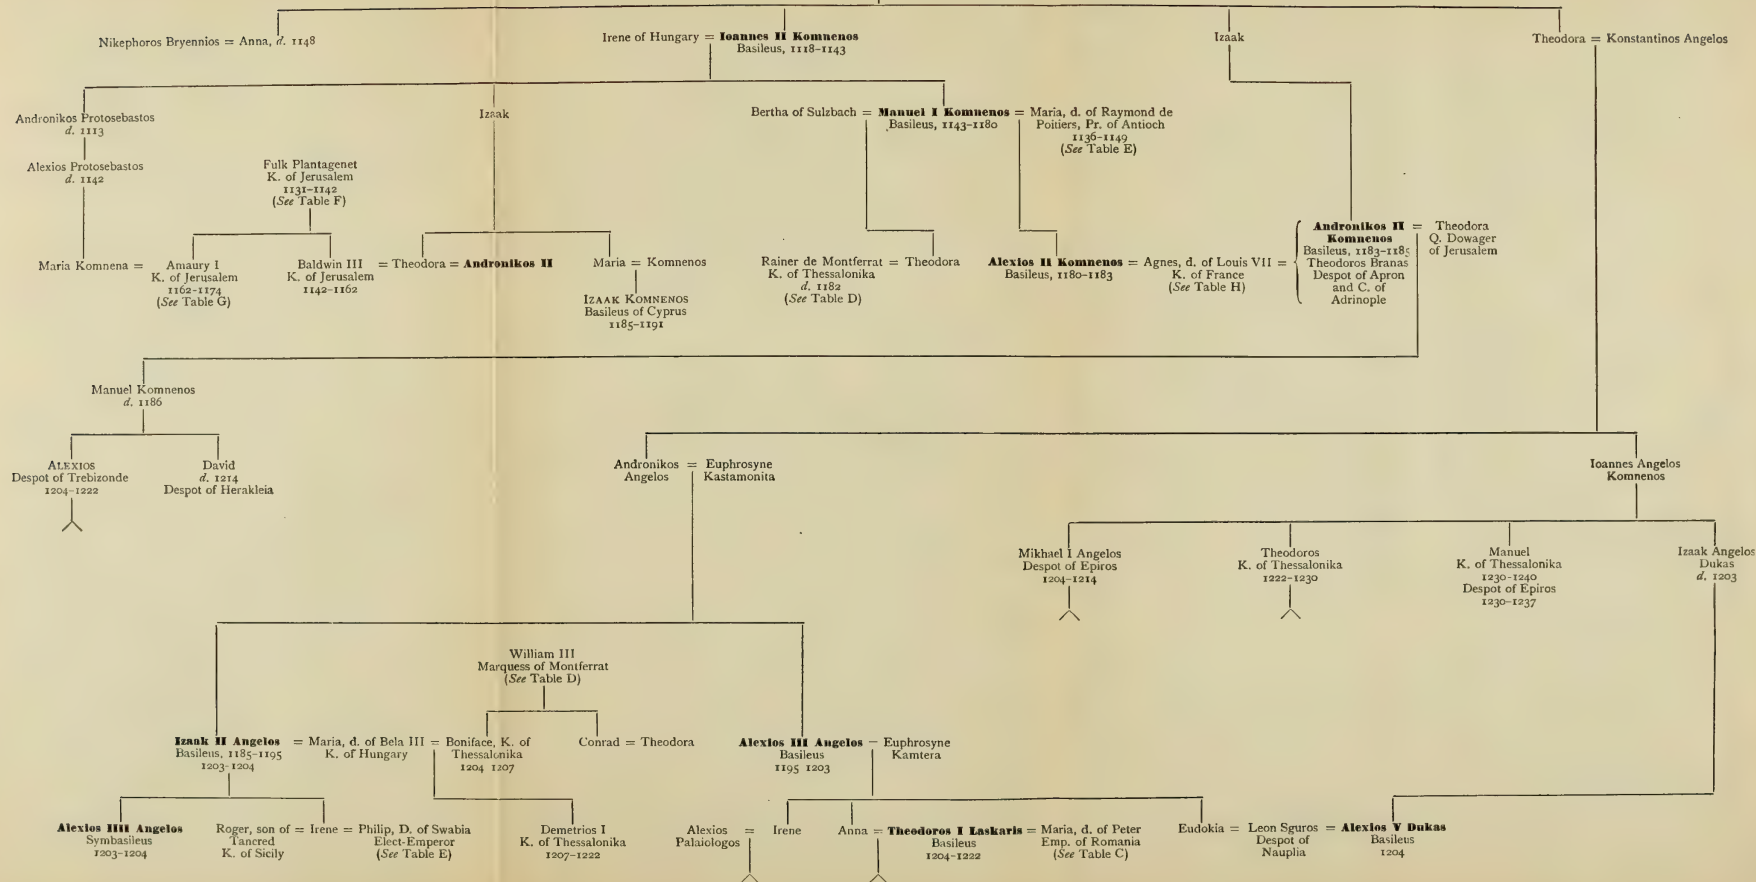 Nikephoros Bryennios = Anna, d. 1148
Irene of Hungary = Ioannes II Komnenos
Basileus, 1118-1143
Izaak
Theodora = Konstantinos Angelos
Andronikos Protosebastos
d. 1113
Alexios Protosebastos
d. 1142
Izaak
Bertha of Sulzbach = Manuel I Komnenos = Maria, d. of Raymond de
Basileus, 1143-1180
Poitiers, Pr. of Antioch
1136-1149
(See Table E)
Fulk Plantagenet
K. of Jerusalem
1131-1142
(See Table F)
Maria Komnena =
Amaury I
K. of Jerusalem
1162-1174
(See Table G)
Baldwin III
K. of Jerusalem
1142-1162
= Theodora = Andronikos II
Maria = Komnenos
IZAAK KOMNENOS
Basileus of Cyprus
1185-1191
Rainer de Montferrat = Theodora
K. of Thessalonika
d. 1182
(See Table D)
Alexios II Komnenos = Agnes, d. of Louis VII =
Basileus, 1180-1183
K. of France
(See Table H)
Andronikos II =
Komnenos
Basileus, 1183-1185
Theodoros Branas
Despot of Apron
and C. of
Adrinople
Theodora
Q. Dowager
of Jerusalem
Manuel Komnenos
d. 1186
ALEXIOS
Despot of Trebizonde
1204-1222
David
d. 1214
Despot of Herakleia
Andronikos = Euphrosyne
Angelos Kastamonita
Ioannes Angelos
Komnenos
Mikhael I Angelos
Despot of Epiros
1204-1214
Theodoros
K. of Thessalonika
1222-1230
Manuel
K. of Thessalonika
1230-1240
Despot of Epiros
1230-1237
Izaak Angelos
Dukas
d. 1203
William III
Marquess of Montferrat
(See Table D)
Izaak II Angelos
Basileus, 1185-1195
1203-1204
= Maria, d. of Bela III =
K. of Hungary
Boniface, K. of
Thessalonika
1204 1207
Conrad = Theodora
Alexios III Angelos – Euphrosyne
Basileus
1195 1203
Kamtera
Alexios IIII Angelos
Symbasileus
1203-1204
Roger, son of = Irene = Philip, D. of Swabia
Tancred
K. of Sicily
Elect-Emperor
(See Table E)
Demetrios I
K. of Thessalonika
1207-1222
Alexios = Irene
Palaiologos
Anna = Theodoros I Laskaris = Maria, d. of Peter
Basileus
1204-1222
Emp. of Romania
(See Table C)
Eudokia = Leon Sguros = Alexios V Dukas
Despot of
Nauplia
Basileus
1204